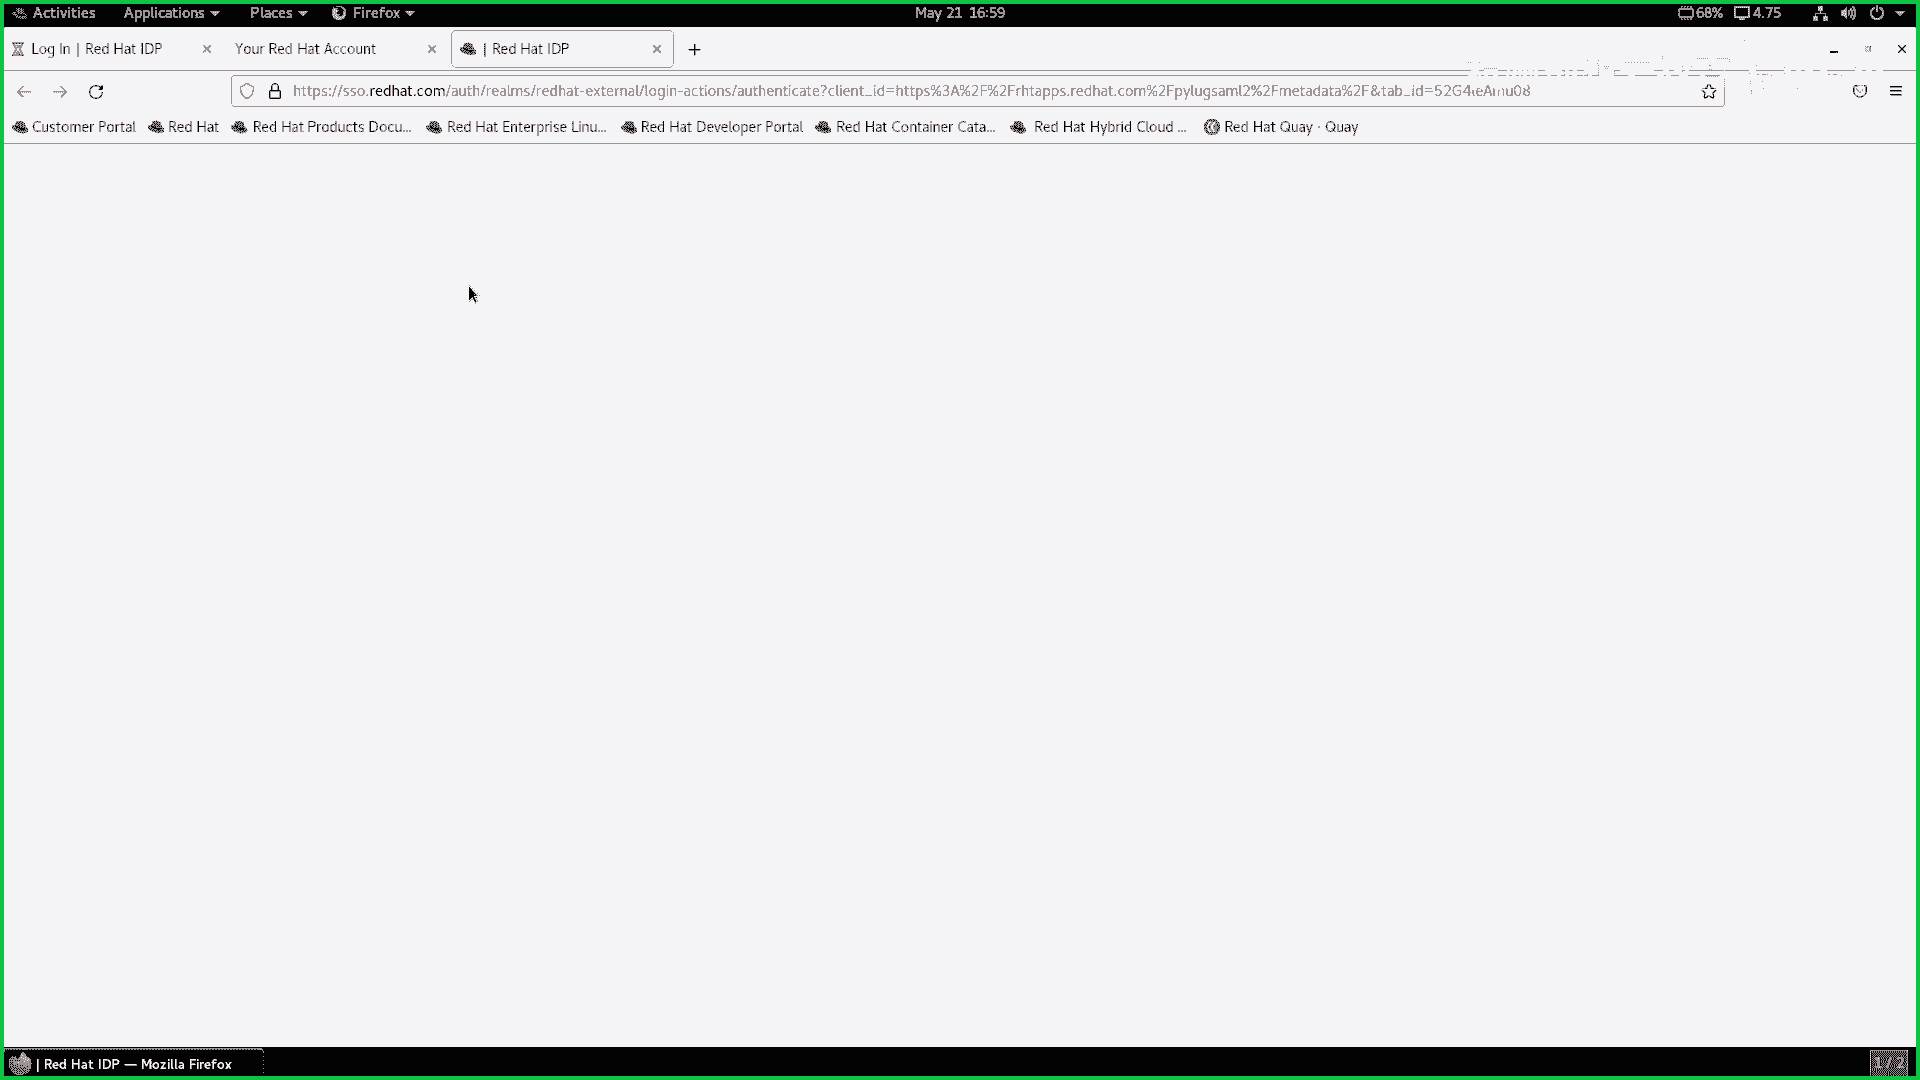 Activities Applications Places Firefox May 21 16:59 68% 4.75
Log In | Red Hat IDP Your Red Hat Account | Red Hat IDP
https://sso.redhat.com/auth/realms/redhat-external/login-actions/authenticate?client_id=https%3A%2F%2Frhtapps.redhat.com%2Fpylugsaml2%2Fmetadata%2F&tab_id=52G4ieAmu08
Customer Portal Red Hat Red Hat Products Docu... Red Hat Enterprise Linu... Red Hat Developer Portal Red Hat Container Cata... Red Hat Hybrid Cloud ... Red Hat Quay · Quay
| Red Hat IDP — Mozilla Firefox 1 / 2